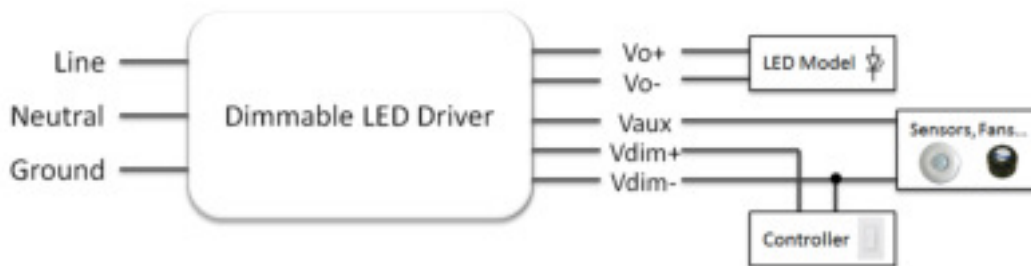 Line
Neutral
Ground
Dimmable LED Driver
Vo+
Vo-
Vaux
Vdim+
Vdim-
LED Model
Sensors, Fans...
Controller